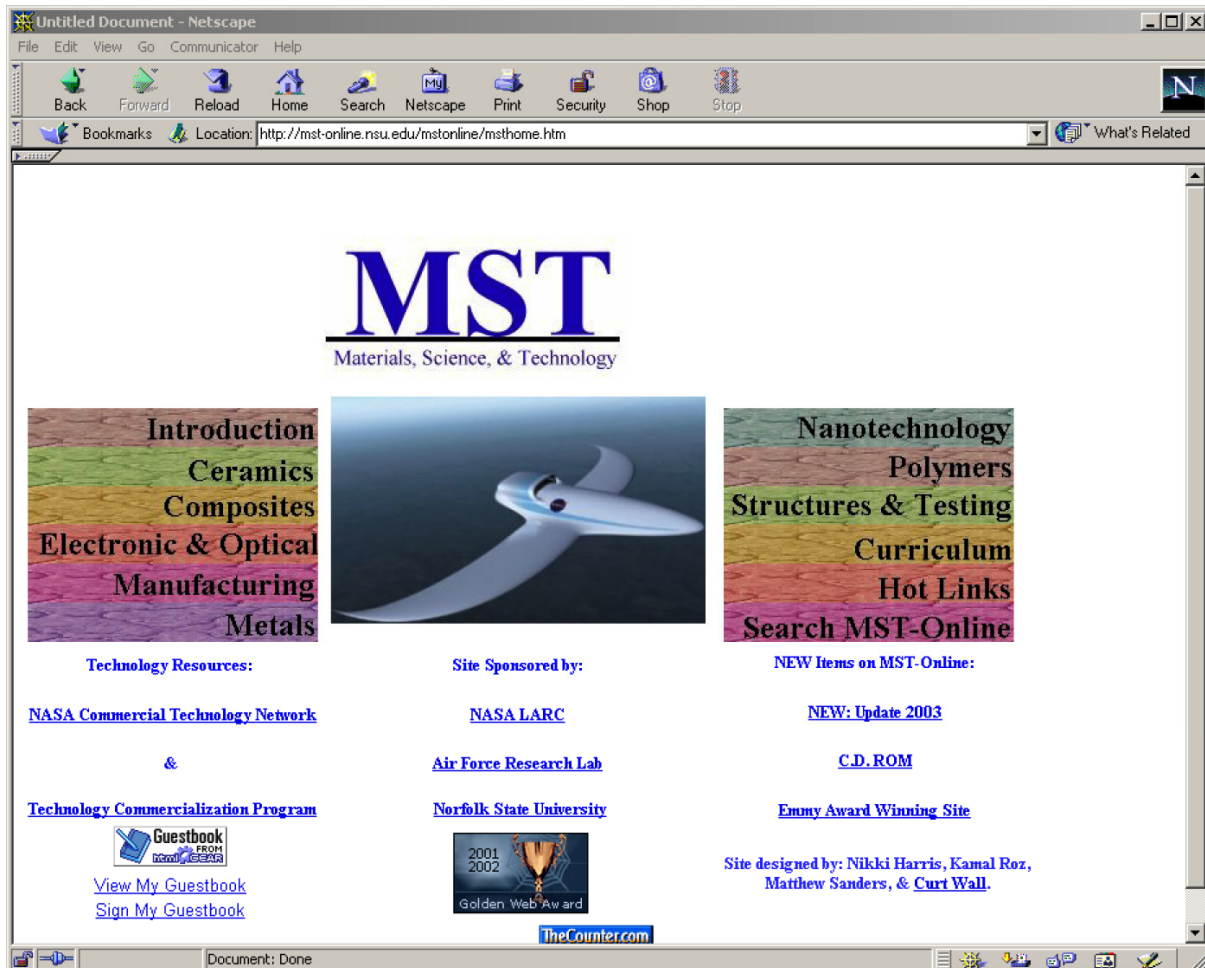 Untitled Document - Netscape
File Edit View Go Communicator Help
Back Forward Reload Home Search Netscape Print Security Shop Stop
My
N
Bookmarks Location: http://mst-online.nsu.edu/mstonline/msthome.htm What's Related
MST
Materials, Science, & Technology
Introduction
Ceramics
Composites
Electronic & Optical
Manufacturing
Metals
Nanotechnology
Polymers
Structures & Testing
Curriculum
Hot Links
Search MST-Online
Technology Resources:
NASA Commercial Technology Network
&
Technology Commercialization Program
Guestbook
FROM
html GEAR
View My Guestbook
Sign My Guestbook
Site Sponsored by:
NASA LARC
Air Force Research Lab
Norfolk State University
2001
2002
Golden Web Award
TheCounter.com
NEW Items on MST-Online:
NEW: Update 2003
C.D. ROM
Emmy Award Winning Site
Site designed by: Nikki Harris, Kamal Roz,
Matthew Sanders, & Curt Wall.
Document: Done